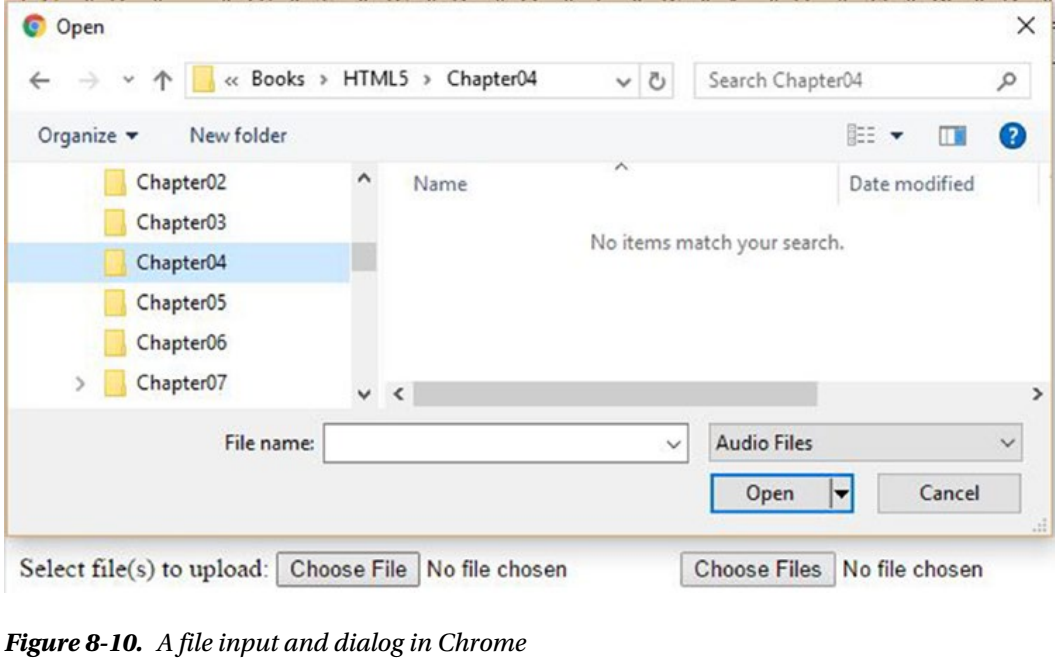 Open
« Books > HTML5 > Chapter04
Search Chapter04
Organize
New folder
?
Chapter02
Chapter03
Chapter04
Chapter05
Chapter06
Chapter07
Name
Date modified
No items match your search.
File name:
Audio Files
Open
Cancel
Select file(s) to upload: Choose File No file chosen
Choose Files No file chosen
Figure 8-10. A file input and dialog in Chrome